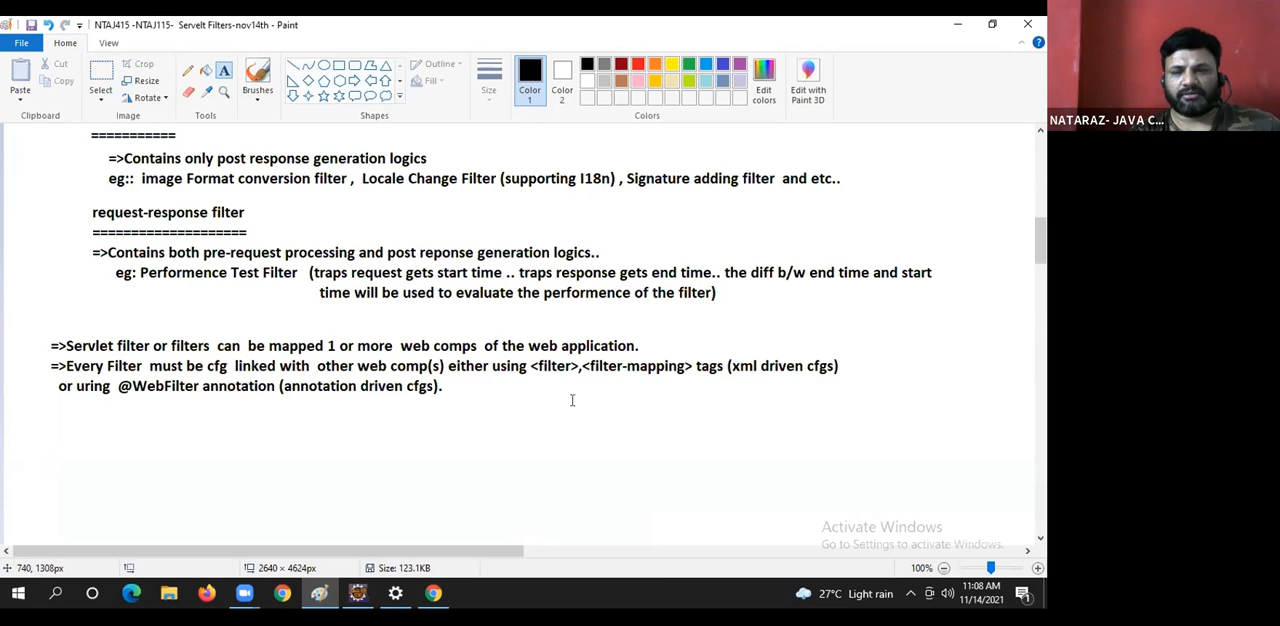 NTAJ415 -NTAJ115- Servelt Filters-nov14th - Paint
File Home View
Paste
Cut
Copy
Clipboard
Select
Crop
Resize
Rotate
Image
Tools
Brushes
Outline
Fill
Shapes
Size
Color 1
Color 2
Edit colors
Colors
Edit with Paint 3D
NATARAZ- JAVA C...
===========
=>Contains only post response generation logics
eg:: image Format conversion filter , Locale Change Filter (supporting I18n) , Signature adding filter and etc..
request-response filter
====================
=>Contains both pre-request processing and post reponse generation logics..
eg: Performence Test Filter (traps request gets start time .. traps response gets end time.. the diff b/w end time and start
time will be used to evaluate the performence of the filter)
=>Servlet filter or filters can be mapped 1 or more web comps of the web application.
=>Every Filter must be cfg linked with other web comp(s) either using <filter>,<filter-mapping> tags (xml driven cfgs)
or uring @WebFilter annotation (annotation driven cfgs).
Activate Windows
Go to Settings to activate Windows.
740, 1308px
2640 × 4624px
Size: 123.1KB
100%
27°C Light rain
11:08 AM
11/14/2021
1